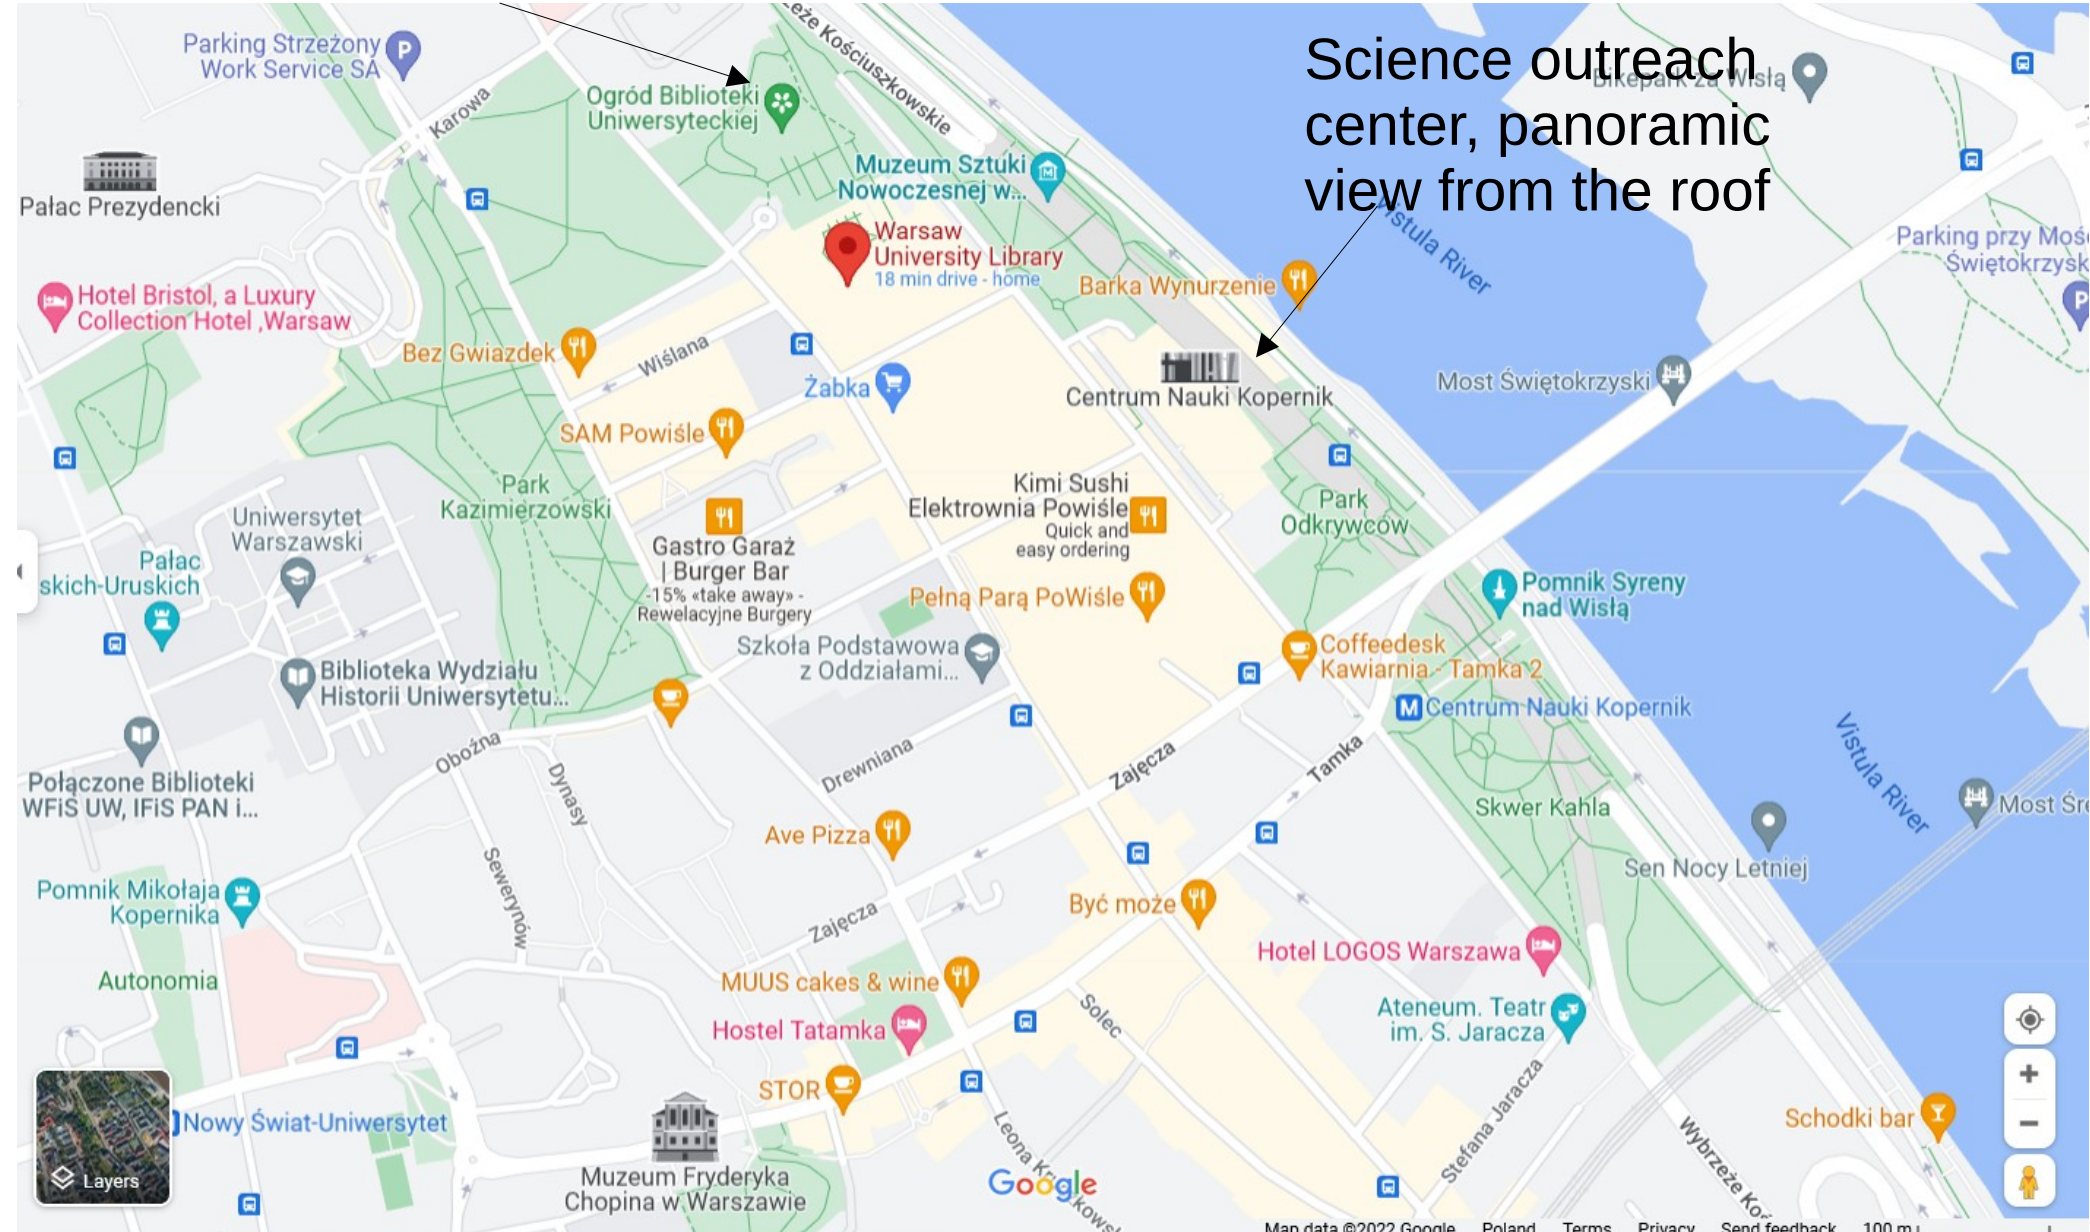 eże Kościuszkowskie
Parking Strzeżony
Work Service SA
P
Karowa
Ogród Biblioteki
Uniwersyteckiej
Science outreach
center, panoramic
view from the roof
Bikepark za Wisłą
Muzeum Sztuki
Nowoczesnej w...
Pałac Prezydencki
Warsaw
University Library
18 min drive - home
Vistula River
Parking przy Moś
Świętokrzysk
P
Hotel Bristol, a Luxury
Collection Hotel ,Warsaw
Barka Wynurzenie
Bez Gwiazdek
Wiślana
Żabka
Centrum Nauki Kopernik
Most Świętokrzyski
SAM Powiśle
Park
Kazimierzowski
Kimi Sushi
Elektrownia Powiśle
Quick and
easy ordering
Park
Odkrywców
Uniwersytet
Warszawski
Pałac
skich-Uruskich
Gastro Garaż
| Burger Bar
-15% «take away» -
Rewelacyjne Burgery
Pełną Parą PoWiśle
Pomnik Syreny
nad Wisłą
Szkoła Podstawowa
z Oddziałami...
Coffeedesk
Kawiarnia - Tamka 2
Biblioteka Wydziału
Historii Uniwersytetu...
M Centrum Nauki Kopernik
Oboźna
Dynasy
Drewniana
Zajęcza
Tamka
Vistula River
Połączone Biblioteki
WFiS UW, IFiS PAN i...
Skwer Kahla
Most Śre
Ave Pizza
Sen Nocy Letniej
Sewerynów
Pomnik Mikołaja
Kopernika
Zajęcza
Być może
Hotel LOGOS Warszawa
Autonomia
MUUS cakes & wine
Solec
Ateneum. Teatr
im. S. Jaracza
Hostel Tatamka
STOR
Stefana Jaracza
Nowy Świat-Uniwersytet
Schodki bar
Layers
Muzeum Fryderyka
Chopina w Warszawie
Leona Kr
kows
Google
Wybrzeże Koś
Map data ©2022 Google Poland Terms Privacy Send feedback 100 m